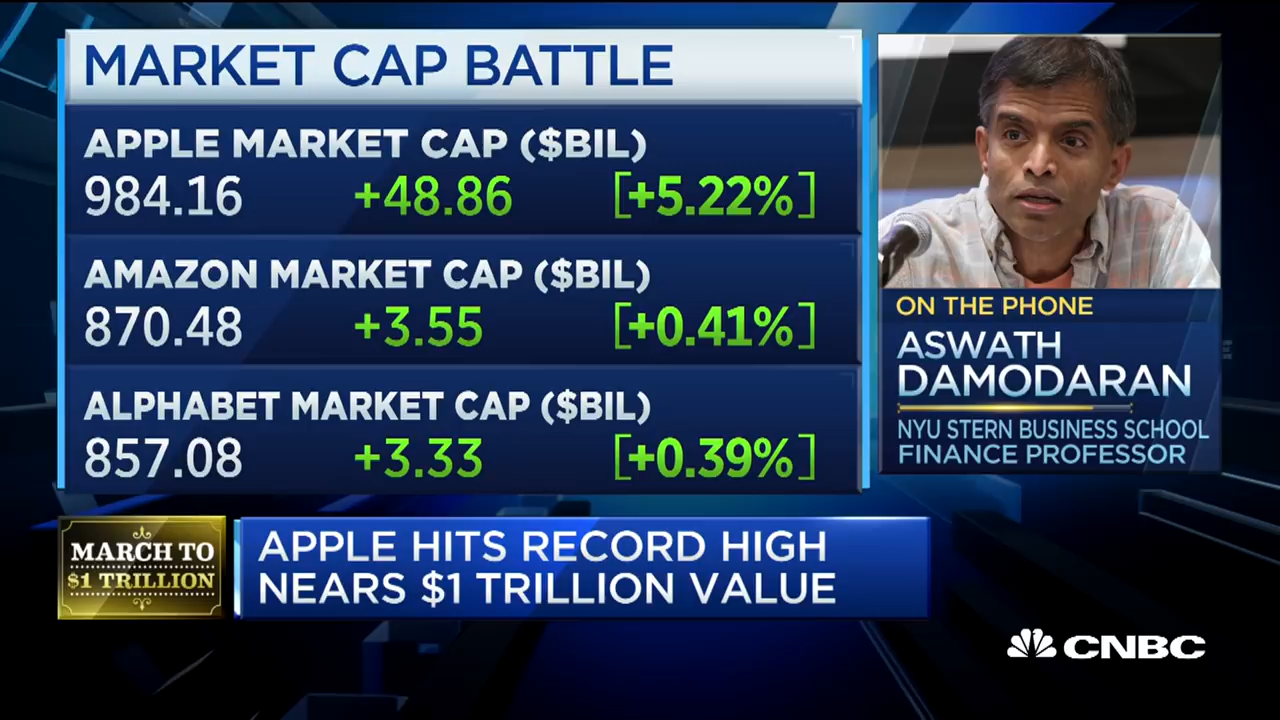 MARKET CAP BATTLE
APPLE MARKET CAP ($BIL)
984.16 +48.86 [+5.22%]
AMAZON MARKET CAP ($BIL)
870.48 +3.55 [+0.41%]
ALPHABET MARKET CAP ($BIL)
857.08 +3.33 [+0.39%]
ON THE PHONE
ASWATH
DAMODARAN
NYU STERN BUSINESS SCHOOL
FINANCE PROFESSOR
MARCH TO
$1 TRILLION
APPLE HITS RECORD HIGH
NEARS $1 TRILLION VALUE
CNBC